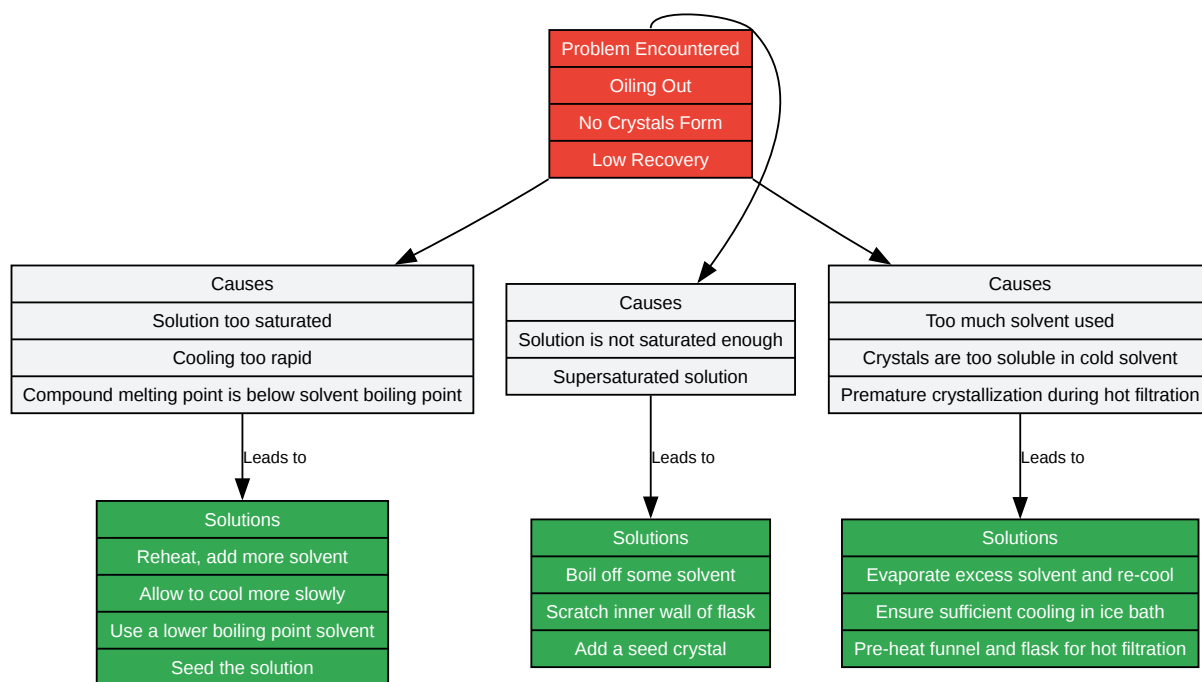 Problem Encountered
Oiling Out
No Crystals Form
Low Recovery
Causes
Solution too saturated
Cooling too rapid
Compound melting point is below solvent boiling point
Causes
Solution is not saturated enough
Supersaturated solution
Causes
Too much solvent used
Crystals are too soluble in cold solvent
Premature crystallization during hot filtration
Leads to
Leads to
Leads to
Solutions
Reheat, add more solvent
Allow to cool more slowly
Use a lower boiling point solvent
Seed the solution
Solutions
Boil off some solvent
Scratch inner wall of flask
Add a seed crystal
Solutions
Evaporate excess solvent and re-cool
Ensure sufficient cooling in ice bath
Pre-heat funnel and flask for hot filtration